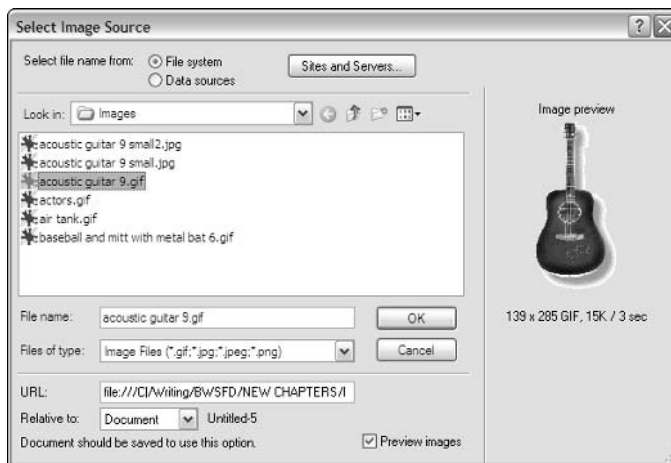 Select Image Source
Select file name from: File system Sites and Servers...
Data sources
Look in: Images
Image preview
acoustic guitar 9 small2.jpg
acoustic guitar 9 small.jpg
acoustic guitar 9.gif
actors.gif
air tank.gif
baseball and mitt with metal bat 6.gif
File name: acoustic guitar 9.gif OK
139 x 285 GIF, 15K / 3 sec
Files of type: Image Files (*.gif;*.jpg;*.jpeg;*.png) Cancel
URL: file:///C|/Writing/BWSFD/NEW CHAPTERS/I
Relative to: Document Untitled-5
Document should be saved to use this option. Preview images